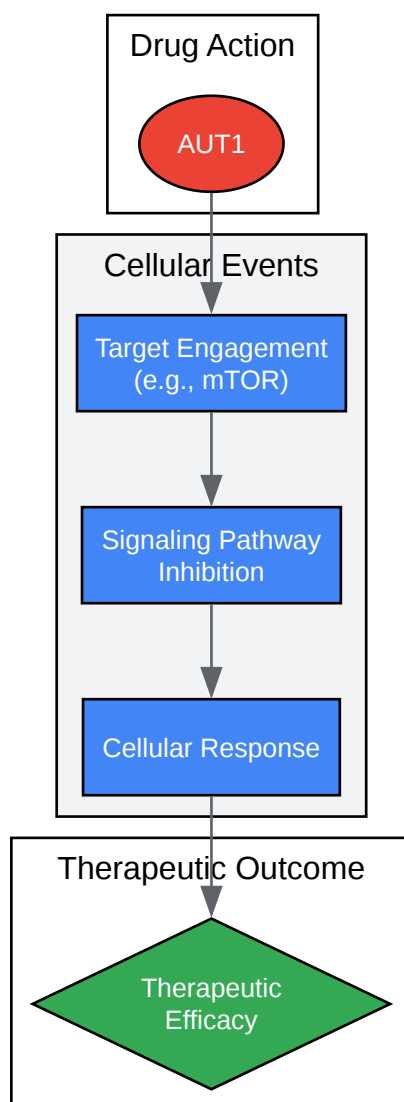 Drug Action
AUT1
Cellular Events
Target Engagement
(e.g., mTOR)
Signaling Pathway
Inhibition
Cellular Response
Therapeutic Outcome
Therapeutic
Efficacy